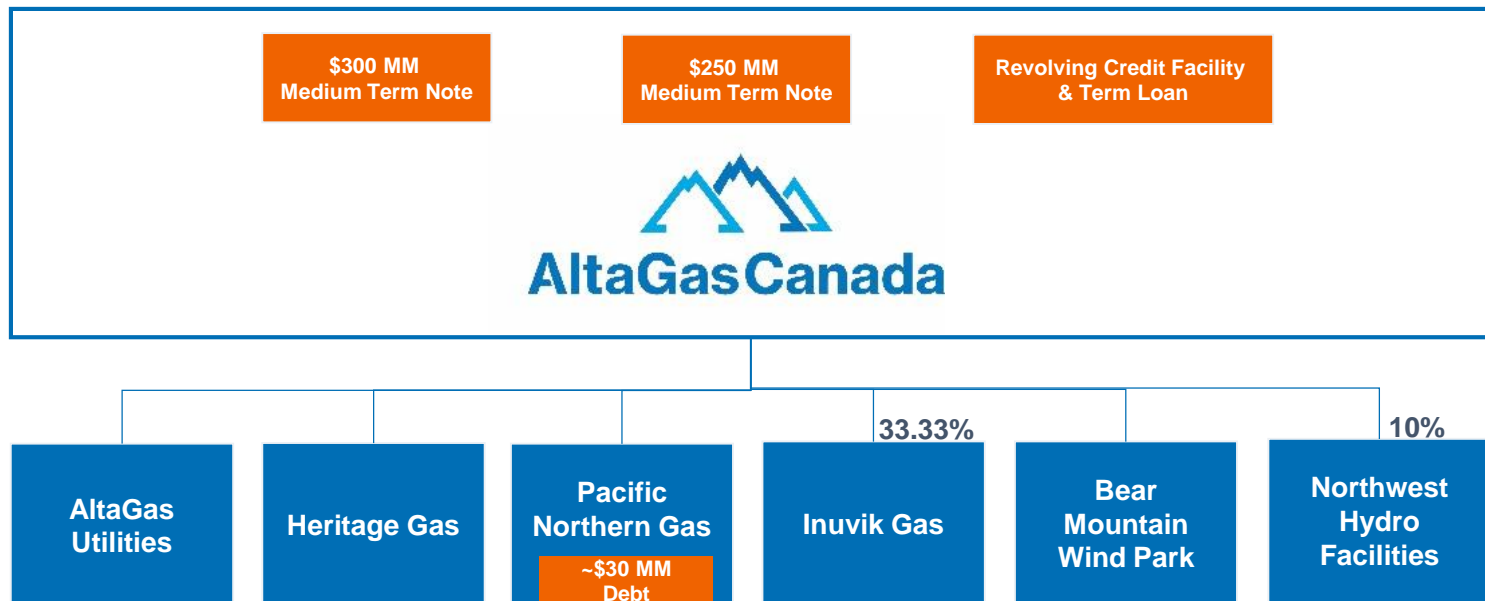 $300 MM
Medium Term Note
$250 MM
Medium Term Note
Revolving Credit Facility
& Term Loan
AltaGasCanada
33.33%
10%
AltaGas
Utilities
Heritage Gas
Pacific
Northern Gas
~$30 MM
Debt
Inuvik Gas
Bear
Mountain
Wind Park
Northwest
Hydro
Facilities